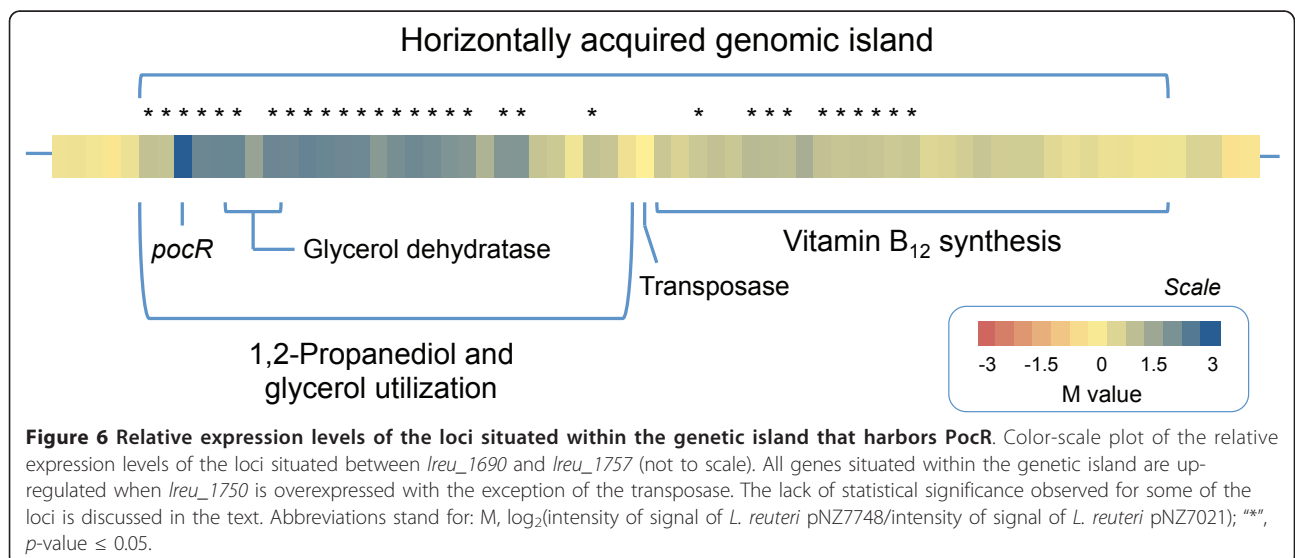 Horizontally acquired genomic island
* * * * * * * * * * * * * * * * * * * * * * * * * * * * * * * * *
pocR
Glycerol dehydratase
Transposase
Vitamin B₁₂ synthesis
1,2-Propanediol and
glycerol utilization
Scale
-3 -1.5 0 1.5 3
M value
Figure 6 Relative expression levels of the loci situated within the genetic island that harbors PocR. Color-scale plot of the relative
expression levels of the loci situated between lreu_1690 and lreu_1757 (not to scale). All genes situated within the genetic island are up-
regulated when lreu_1750 is overexpressed with the exception of the transposase. The lack of statistical significance observed for some of the
loci is discussed in the text. Abbreviations stand for: M, log₂(intensity of signal of L. reuteri pNZ7748/intensity of signal of L. reuteri pNZ7021); “*”,
p-value ≤ 0.05.